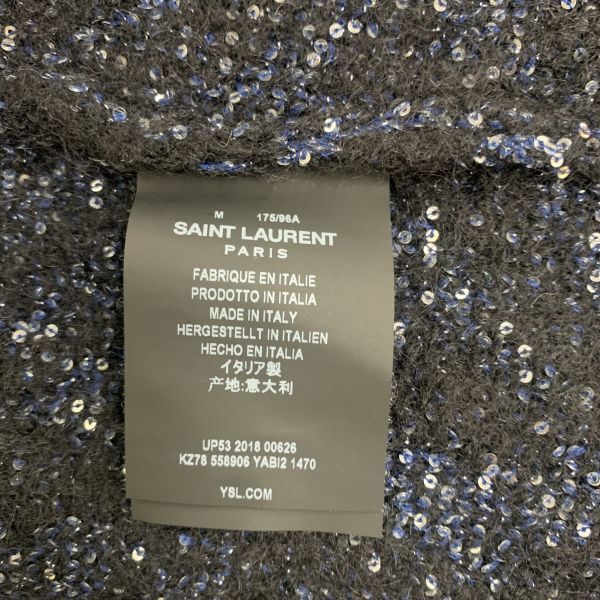 M 175/96A
SAINT LAURENT
PARIS
FABRIQUE EN ITALIE
PRODOTTO IN ITALIA
MADE IN ITALY
HERGESTELLT IN ITALIEN
HECHO EN ITALIA
イタリア製
产地:意大利
UP53 2018 00626
KZ78 558906 YABI2 1470
YSL.COM